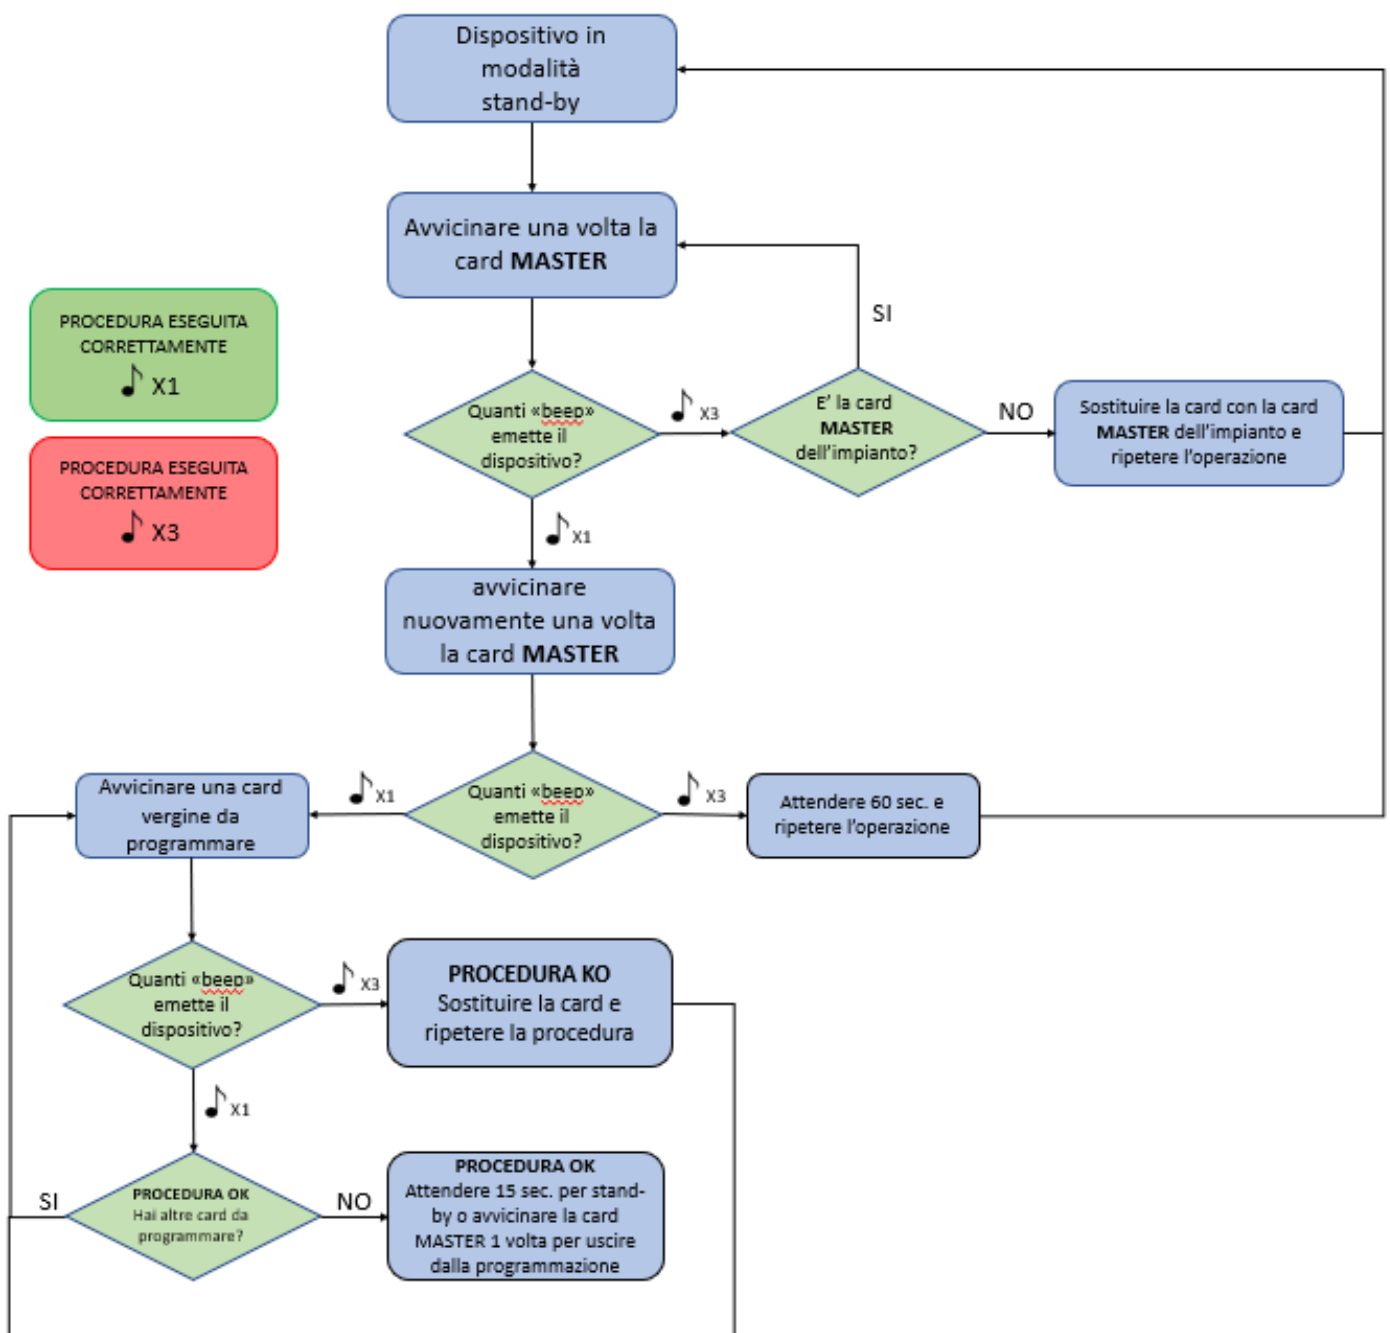 Dispositivo in
modalità
stand-by
Avvicinare una volta la
card MASTER
SI
PROCEDURA ESEGUITA
CORRETTAMENTE
X1
PROCEDURA ESEGUITA
CORRETTAMENTE
X3
Quanti «beep»
emette il
dispositivo?
X3
E' la card
MASTER
dell'impianto?
NO
Sostituire la card con la card
MASTER dell'impianto e
ripetere l'operazione
X1
avvicinare
nuovamente una volta
la card MASTER
Avvicinare una card
vergine da
programmare
X1
Quanti «beep»
emette il
dispositivo?
X3
Attendere 60 sec. e
ripetere l'operazione
Quanti «beep»
emette il
dispositivo?
X3
PROCEDURA KO
Sostituire la card e
ripetere la procedura
X1
SI
PROCEDURA OK
Hai altre card da
programmare?
NO
PROCEDURA OK
Attendere 15 sec. per stand-
by o avvicinare la card
MASTER 1 volta per uscire
dalla programmazione